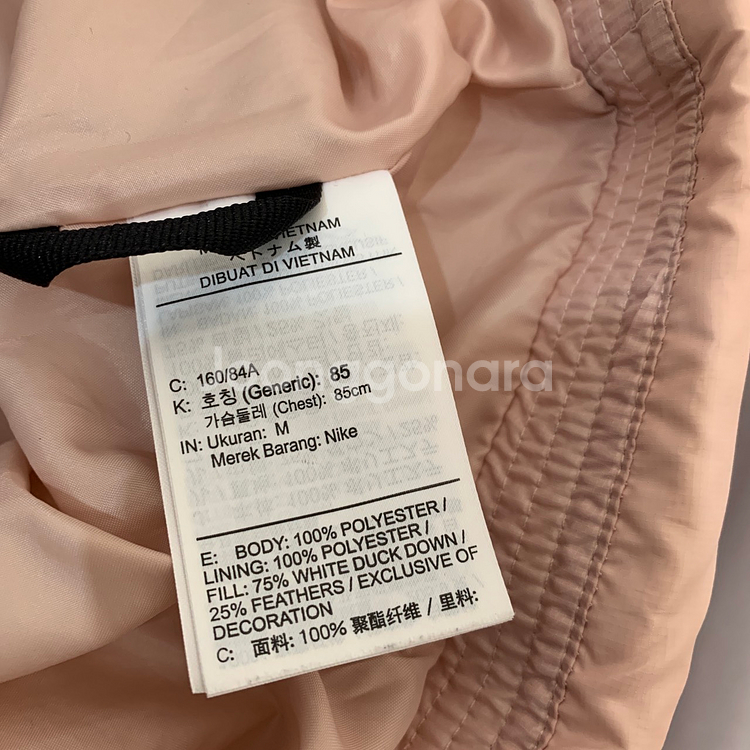 VIETNAM
ベトナム製
DIBUAT DI VIETNAM
C: 160/84A
K: 호칭 (Generic): 85
가슴둘레 (Chest): 85cm
IN: Ukuran: M
Merek Barang: Nike
E: BODY: 100% POLYESTER /
LINING: 100% POLYESTER /
FILL: 75% WHITE DUCK DOWN /
25% FEATHERS / EXCLUSIVE OF
DECORATION
C: 面料: 100% 聚酯纤维 / 里料:
joonggonara